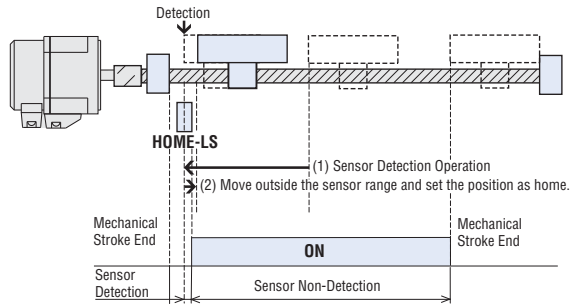 Detection
HOME-LS
(1) Sensor Detection Operation
(2) Move outside the sensor range and set the position as home.
Mechanical
Stroke End
Mechanical
Stroke End
ON
Sensor
Detection
Sensor Non-Detection